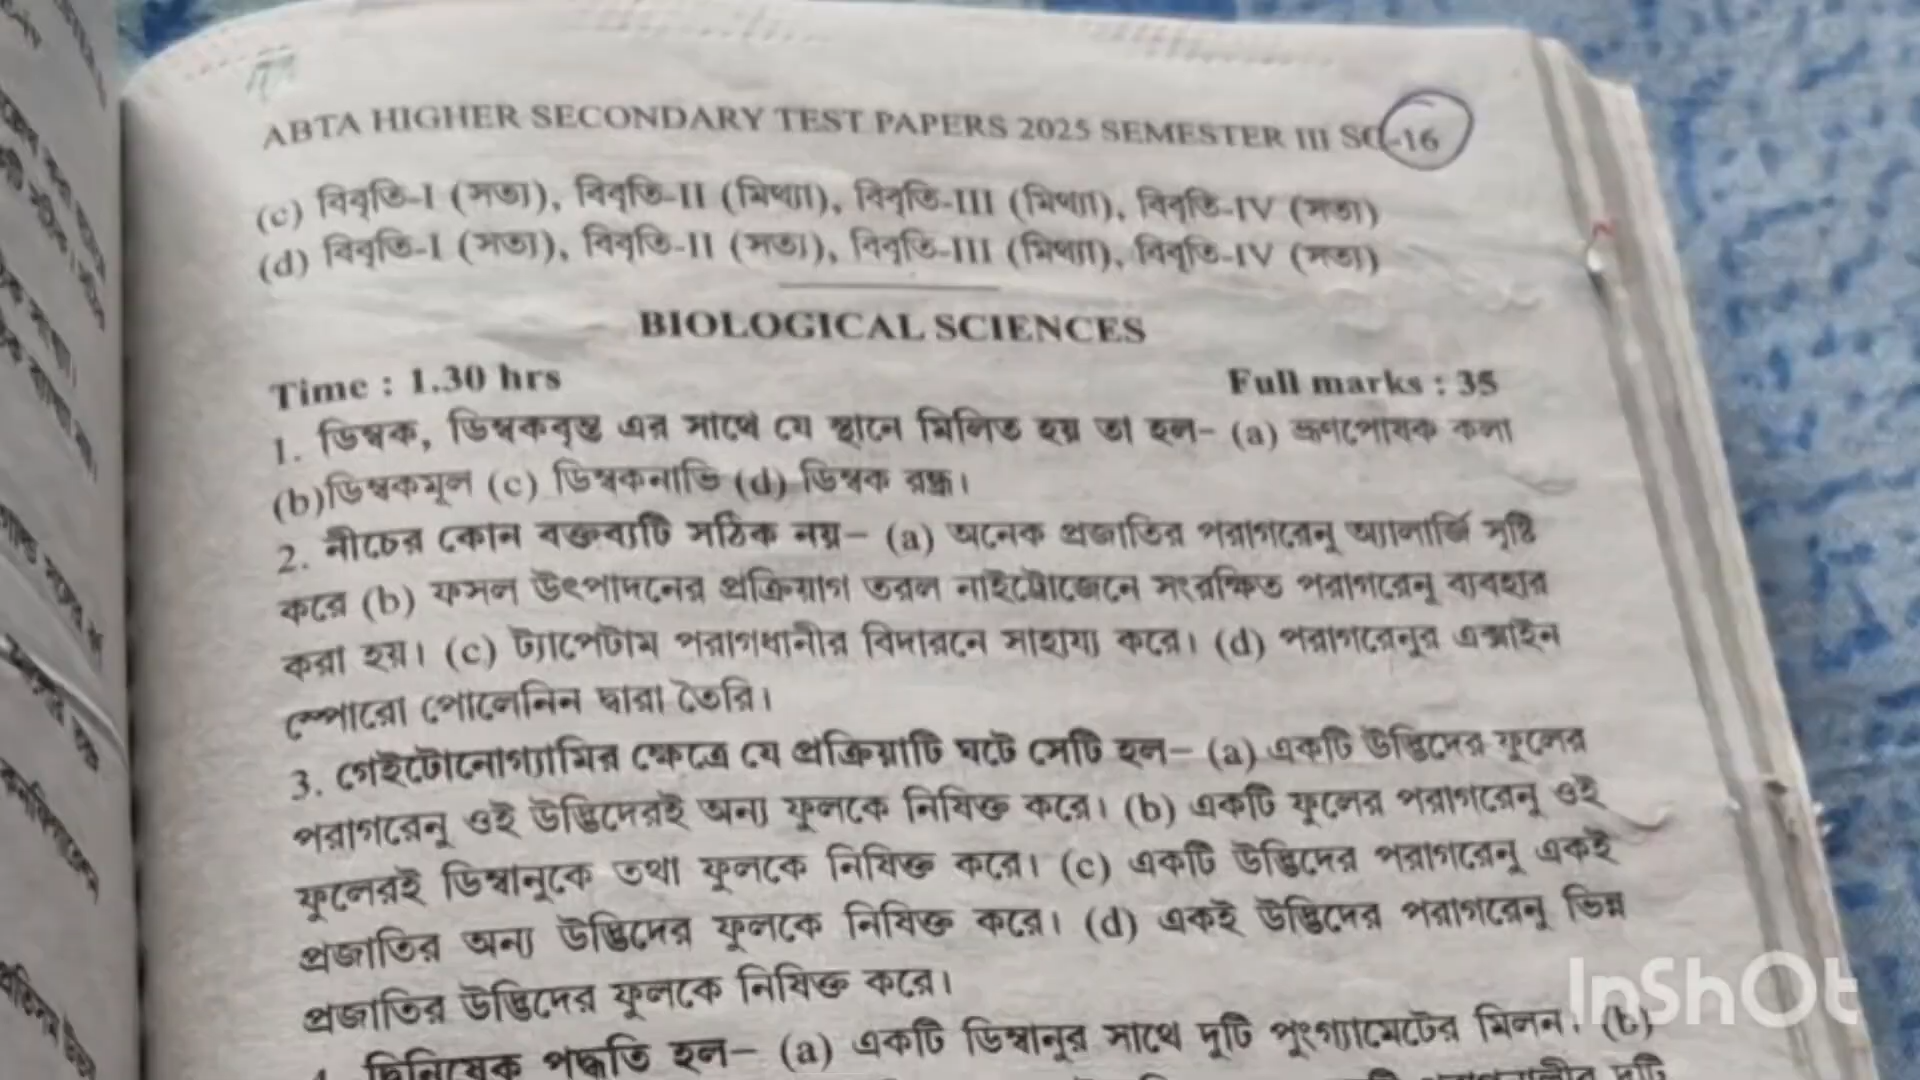 ABTA HIGHER SECONDARY TEST PAPERS 2025 SEMESTER III SC-16
(c) বিবৃতি-I (সত্য), বিবৃতি-II (মিথ্যা), বিবৃতি-III (মিথ্যা), বিবৃতি-IV (সত্য)
(d) বিবৃতি-I (সত্য), বিবৃতি-II (সত্য), বিবৃতি-III (মিথ্যা), বিবৃতি-IV (সত্য)
BIOLOGICAL SCIENCES
Time : 1.30 hrs Full marks : 35
1. ডিম্বক, ডিম্বকবৃন্ত এর সাথে যে স্থানে মিলিত হয় তা হল- (a) ভ্রূণপোষক কলা
(b)ডিম্বকমূল (c) ডিম্বকনাভি (d) ডিম্বক রন্ধ্র।
2. নীচের কোন বক্তব্যটি সঠিক নয়- (a) অনেক প্রজাতির পরাগরেনু অ্যালার্জি সৃষ্টি
করে (b) ফসল উৎপাদনের প্রক্রিয়াগ তরল নাইট্রোজেনে সংরক্ষিত পরাগরেনু ব্যবহার
করা হয়। (c) ট্যাপেটাম পরাগধানীর বিদারনে সাহায্য করে। (d) পরাগরেনুর এক্সাইন
স্পোরো পোলেনিন দ্বারা তৈরি।
3. গেইটোনোগ্যামির ক্ষেত্রে যে প্রক্রিয়াটি ঘটে সেটি হল- (a) একটি উদ্ভিদের ফুলের
পরাগরেনু ওই উদ্ভিদেরই অন্য ফুলকে নিষিক্ত করে। (b) একটি ফুলের পরাগরেনু ওই
ফুলেরই ডিম্বানুকে তথা ফুলকে নিষিক্ত করে। (c) একটি উদ্ভিদের পরাগরেনু একই
প্রজাতির অন্য উদ্ভিদের ফুলকে নিষিক্ত করে। (d) একই উদ্ভিদের পরাগরেনু ভিন্ন
প্রজাতির উদ্ভিদের ফুলকে নিষিক্ত করে।
দ্বিনিষেক পদ্ধতি হল- (a) একটি ডিম্বানুর সাথে দুটি পুংগ্যামেটের মিলন। (b)
InShOt